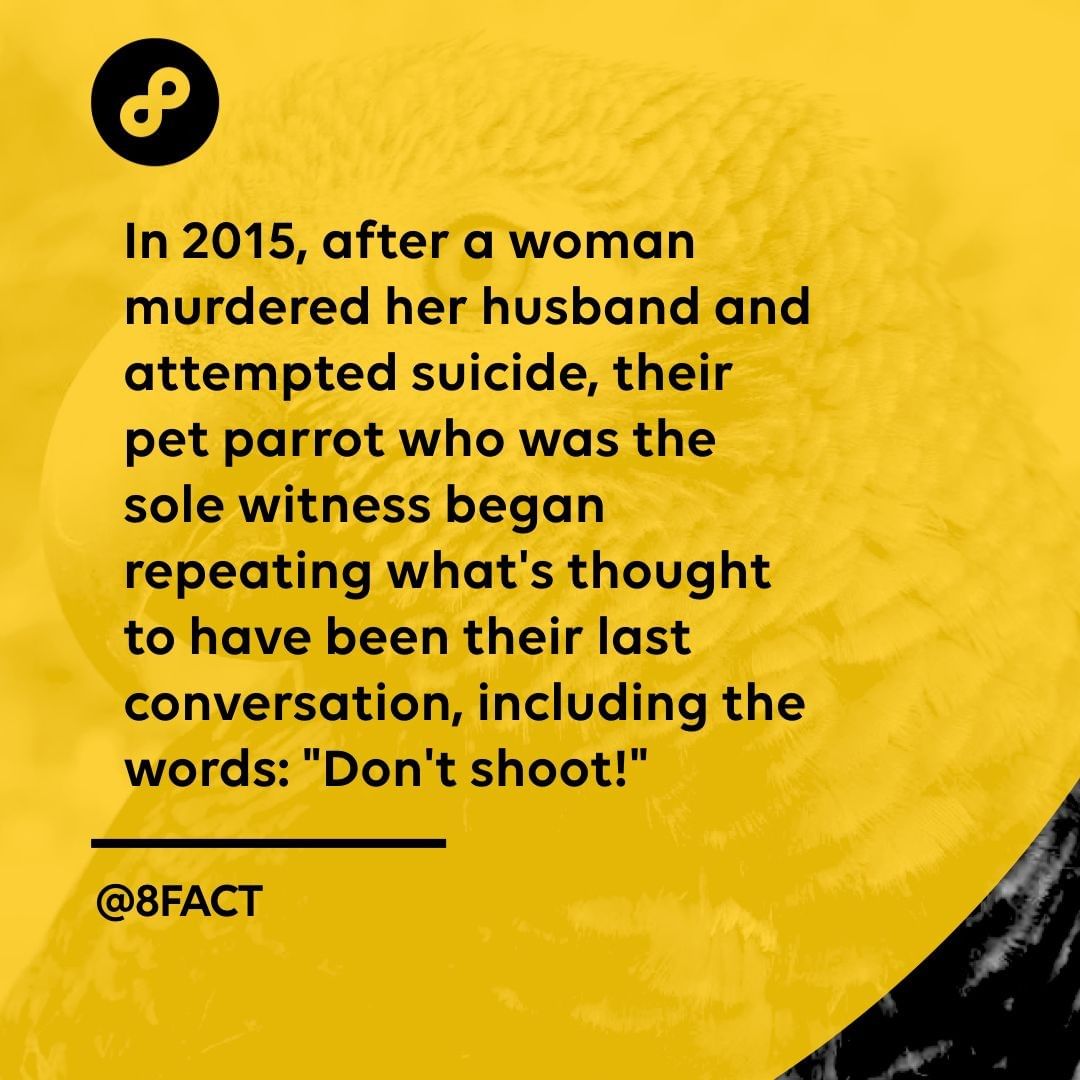 In 2015, after a woman
murdered her husband and
attempted suicide, their
pet parrot who was the
sole witness began
repeating what's thought
to have been their last
conversation, including the
words: "Don't shoot!"
@8FACT